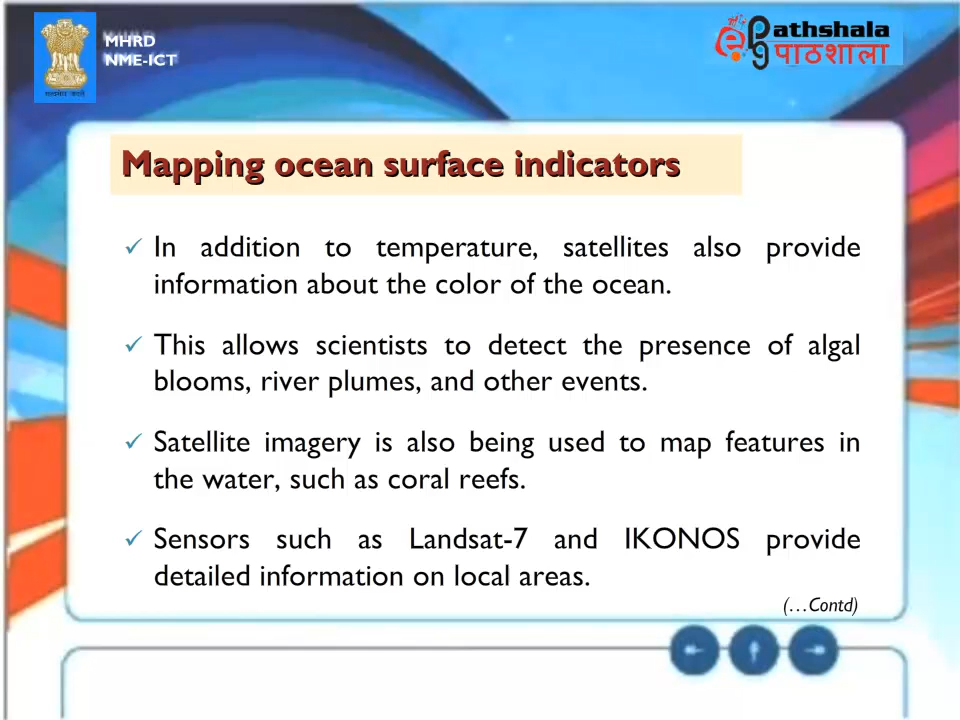 MHRD
NME-ICT
ePathshala
पाठशाला
Mapping ocean surface indicators
In addition to temperature, satellites also provide
information about the color of the ocean.
This allows scientists to detect the presence of algal
blooms, river plumes, and other events.
Satellite imagery is also being used to map features in
the water, such as coral reefs.
Sensors such as Landsat-7 and IKONOS provide
detailed information on local areas.
(…Contd)